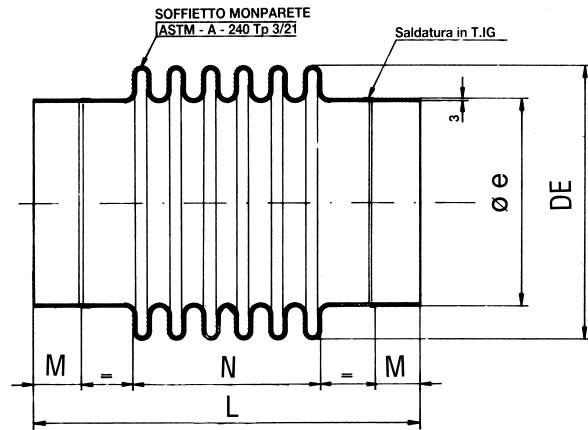 SOFFIETTO MONPARETE
ASTM - A - 240 Tp 3/21
Saldatura in T.IG
3
ø e
DE
M
=
N
=
M
L